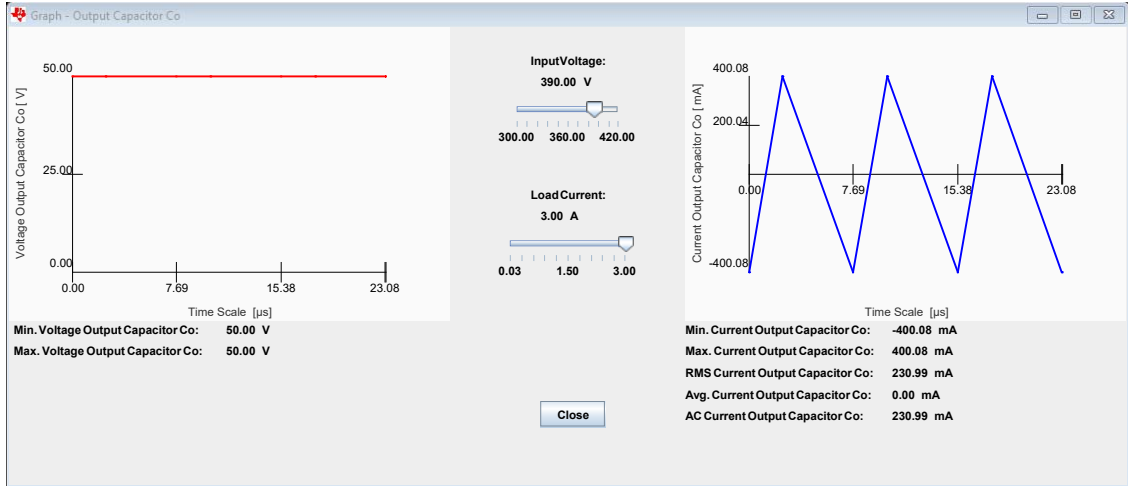 Graph - Output Capacitor Co
50.00
25.00
0.00
Voltage Output Capacitor Co [ V]
0.00 7.69 15.38 23.08
Time Scale [µs]
Min. Voltage Output Capacitor Co: 50.00 V
Max. Voltage Output Capacitor Co: 50.00 V
Input Voltage:
390.00 V
300.00 360.00 420.00
Load Current:
3.00 A
0.03 1.50 3.00
Close
400.08
200.04
-400.08
Current Output Capacitor Co [ mA]
0.00 7.69 15.38 23.08
Time Scale [µs]
Min. Current Output Capacitor Co: -400.08 mA
Max. Current Output Capacitor Co: 400.08 mA
RMS Current Output Capacitor Co: 230.99 mA
Avg. Current Output Capacitor Co: 0.00 mA
AC Current Output Capacitor Co: 230.99 mA